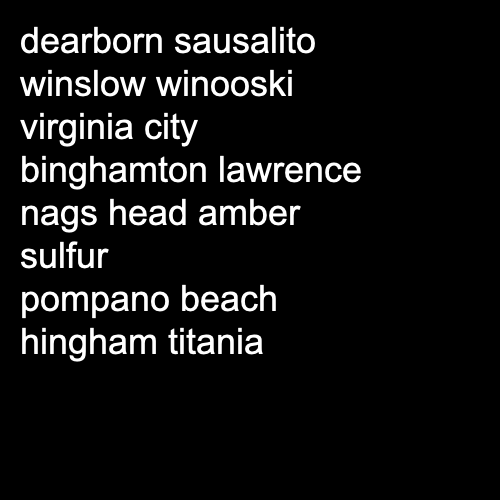 dearborn sausalito
winslow winooski
virginia city
binghamton lawrence
nags head amber
sulfur
pompano beach
hingham titania